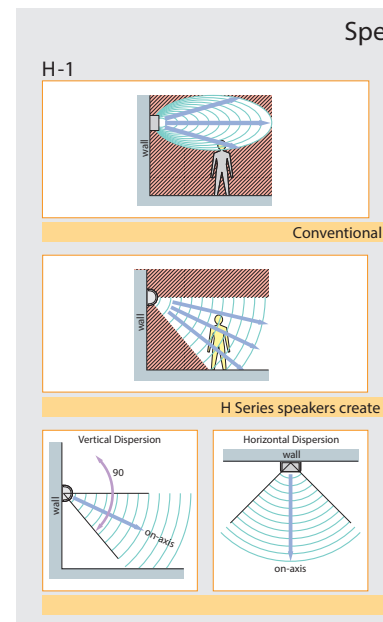 Spe
H-1
wall
Conventional
wall
H Series speakers create
Vertical Dispersion
90
wall
on-axis
Horizontal Dispersion
wall
on-axis